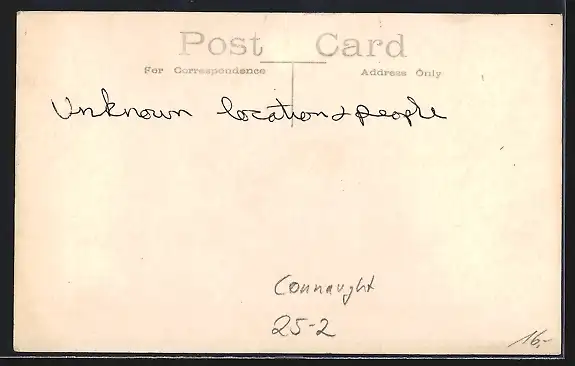 Post Card
For Correspondence Address Only
Unknown location & people
Connaught
25-2
16.-